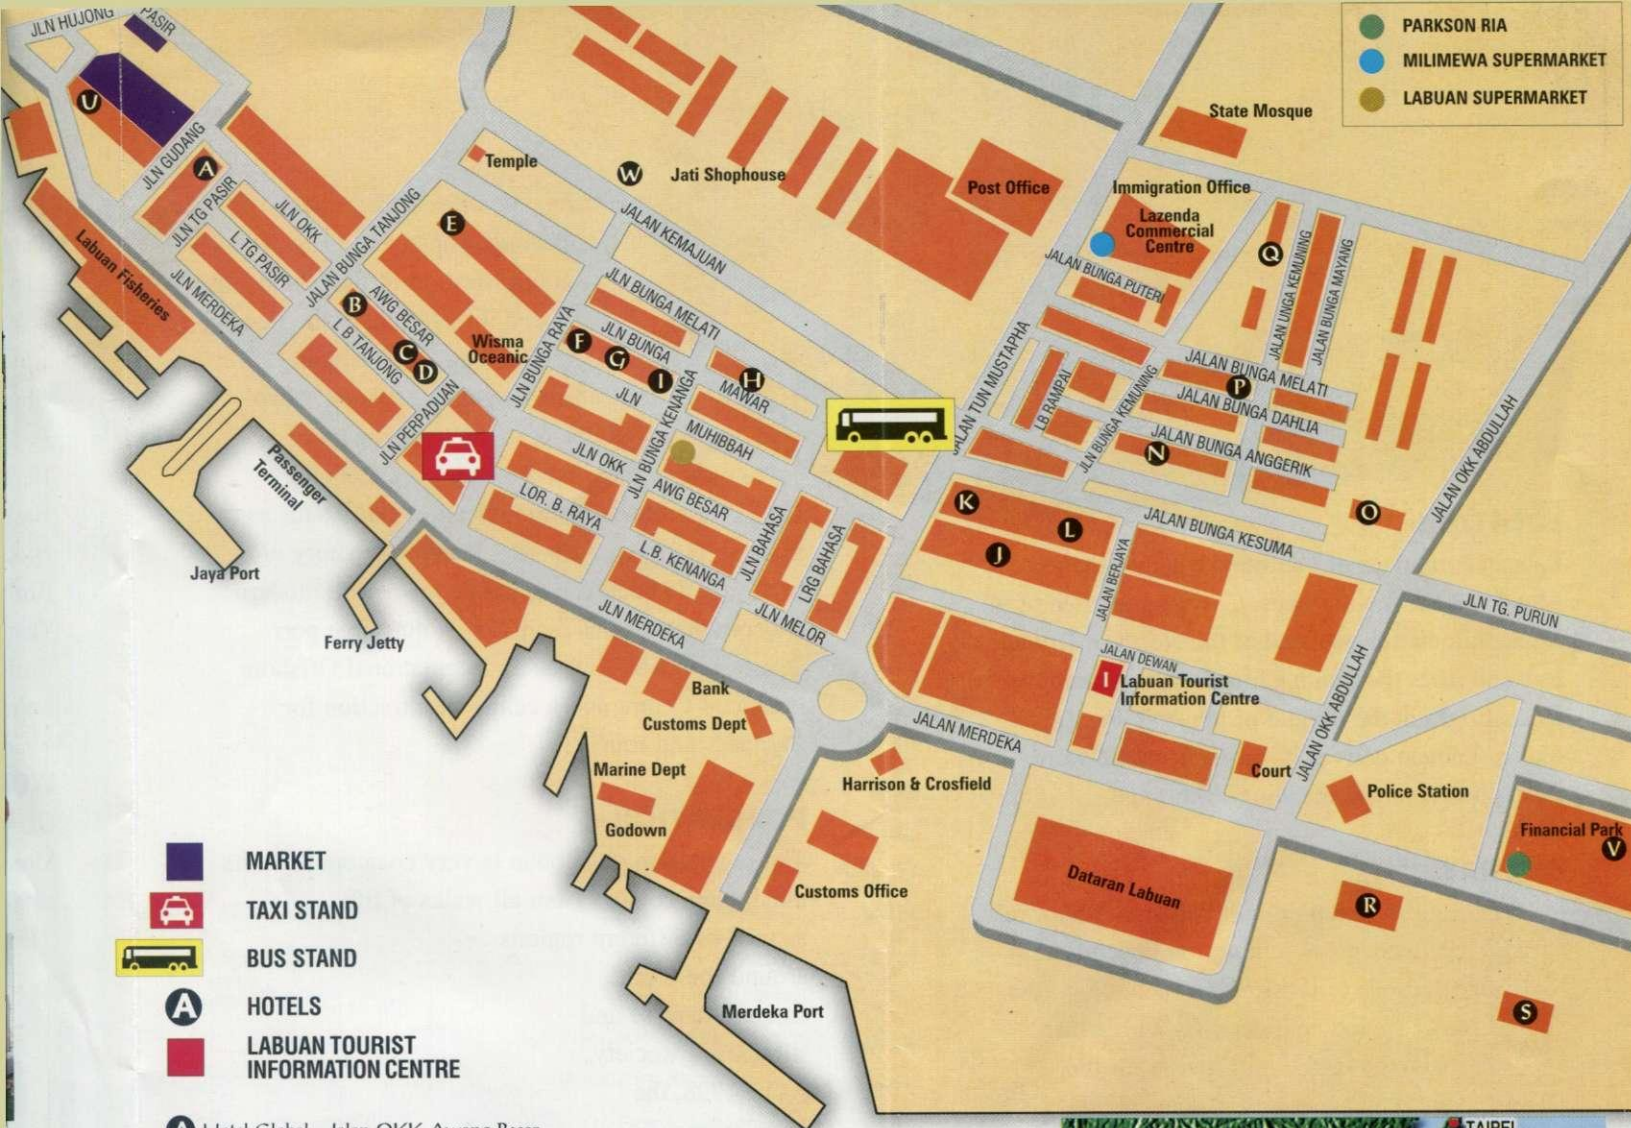 JLN HUJONG
PASIR
PARKSON RIA
MILIMEWA SUPERMARKET
LABUAN SUPERMARKET
U
JLN GUDANG
A
JLN TG PASIR
L TG PASIR
JLN OKK
JLN MERDEKA
Labuan Fisheries
JALAN BUNGA TANJONG
Temple
W
Jati Shophouse
JALAN KEMAJUAN
Post Office
State Mosque
Immigration Office
Lazenda
Commercial
Centre
JALAN BUNGA PUTERI
Q
JALAN UNGA KEMUNING
JALAN BUNGA MAYANG
E
B
C
D
AWG BESAR
L B TANJONG
JLN PERPADUAN
Wisma
Oceanic
JLN BUNGA RAYA
JLN BUNGA MELATI
JLN BUNGA
MAWAR
F
G
I
H
JLN
MUHIBBAH
JLN BUNGA KENANGA
JALAN TUN MUSTAPHA
LB RAMPAI
JLN BUNGA KEMUNING
JALAN BUNGA MELATI
P
JALAN BUNGA DAHLIA
JALAN BUNGA ANGGERIK
N
O
JALAN OKK ABDULLAH
Passenger
Terminal
JLN OKK
AWG BESAR
LOR. B. RAYA
L.B. KENANGA
JLN BAHASA
LRG BAHASA
JLN MELOR
JLN MERDEKA
K
L
J
JALAN BERJAYA
JALAN BUNGA KESUMA
JLN TG. PURUN
Jaya Port
Ferry Jetty
JALAN DEWAN
I
Labuan Tourist
Information Centre
JALAN OKK ABDULLAH
Bank
Customs Dept
JALAN MERDEKA
Marine Dept
Godown
Harrison & Crosfield
Court
Police Station
Financial Park
V
Customs Office
Dataran Labuan
R
S
Merdeka Port
MARKET
TAXI STAND
BUS STAND
A HOTELS
LABUAN TOURIST
INFORMATION CENTRE
A Hotel Global - Jalan OKK Awang Besar
TAIPEI